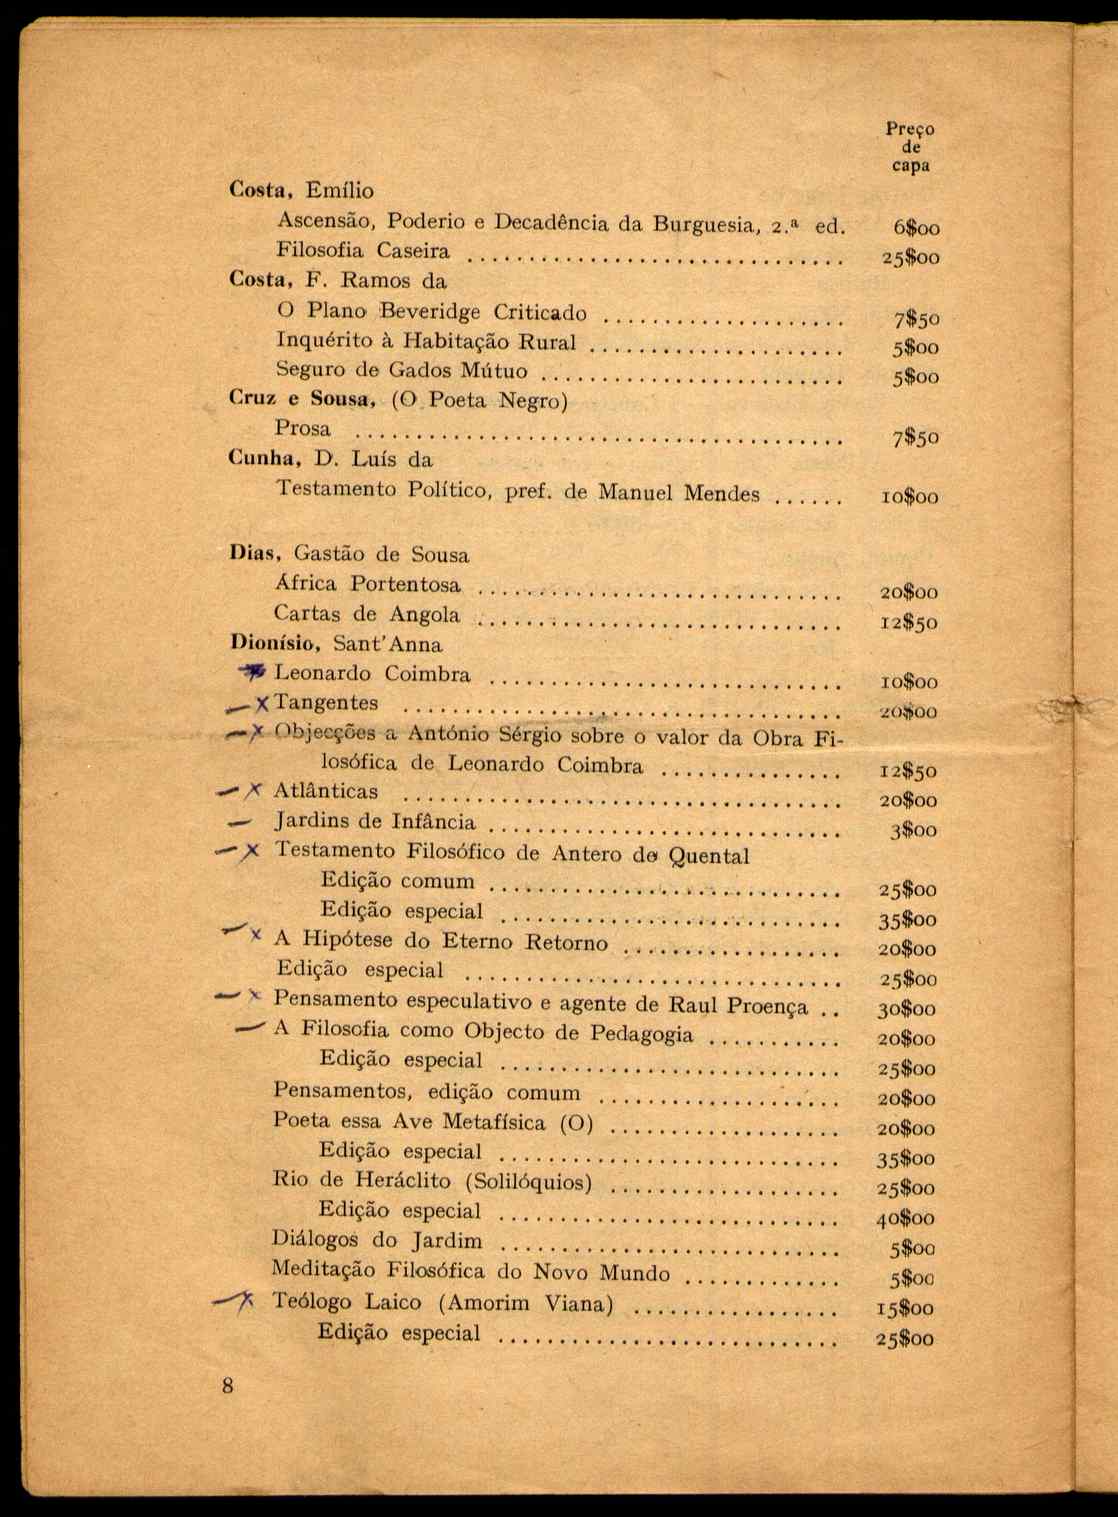 Preço
de
capa
Costa, Emílio
Ascensão, Poderio e Decadência da Burguesia, 2.ª ed. 6$00
Filosofia Caseira ............................... 25$00
Costa, F. Ramos da
O Plano Beveridge Criticado .................... 7$50
Inquérito à Habitação Rural ..................... 5$00
Seguro de Gados Mútuo ......................... 5$00
Cruz e Sousa, (O Poeta Negro)
Prosa ........................................ 7$50
Cunha, D. Luís da
Testamento Político, pref. de Manuel Mendes ...... 10$00
Dias, Gastão de Sousa
África Portentosa .............................. 20$00
Cartas de Angola .............................. 12$50
Dionísio, Sant'Anna
Leonardo Coimbra ............................. 10$00
— x Tangentes .................................... 20$00
— x Objecções a António Sérgio sobre o valor da Obra Fi-
losófica de Leonardo Coimbra ............... 12$50
— x Atlânticas .................................... 20$00
— Jardins de Infância ............................. 3$00
— x Testamento Filosófico de Antero de Quental
Edição comum ............................. 25$00
Edição especial ............................ 35$00
— x A Hipótese do Eterno Retorno .................. 20$00
Edição especial ............................... 25$00
— x Pensamento especulativo e agente de Raul Proença .. 30$00
— A Filosofia como Objecto de Pedagogia ........... 20$00
Edição especial ............................ 25$00
Pensamentos, edição comum .................... 20$00
Poeta essa Ave Metafísica (O) ................... 20$00
Edição especial ............................ 35$00
Rio de Heráclito (Solilóquios) ................... 25$00
Edição especial ............................ 40$00
Diálogos do Jardim ............................ 5$00
Meditação Filosófica do Novo Mundo ............. 5$00
— x Teólogo Laico (Amorim Viana) ................. 15$00
Edição especial ............................ 25$00
8